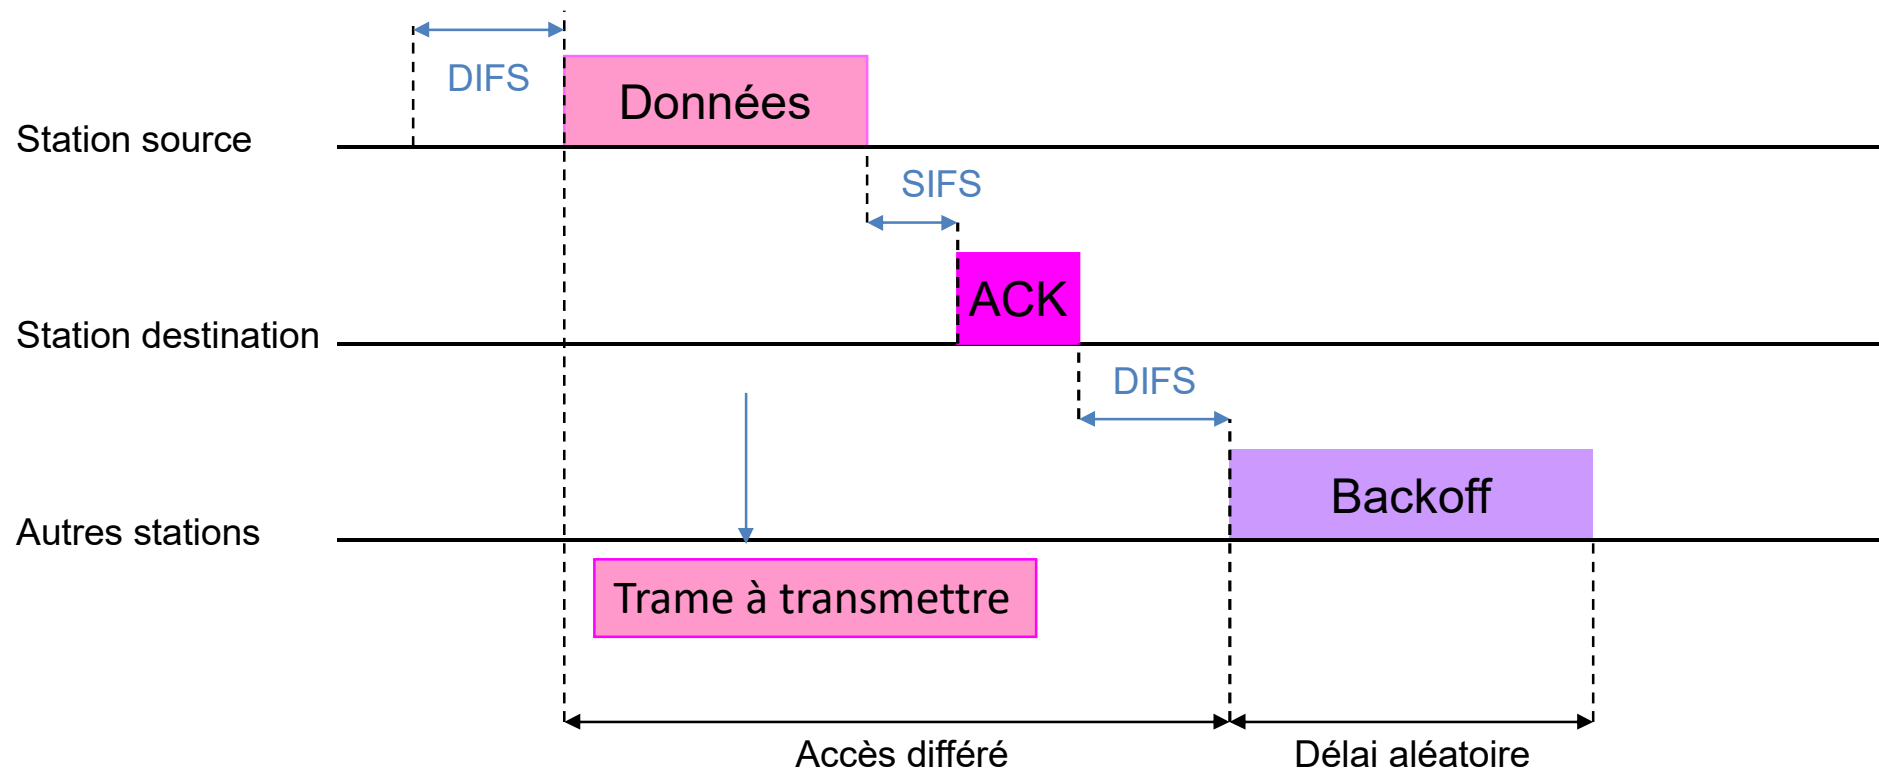 DIFS
Données
Station source
SIFS
ACK
Station destination
DIFS
Backoff
Autres stations
Trame à transmettre
Accès différé
Délai aléatoire